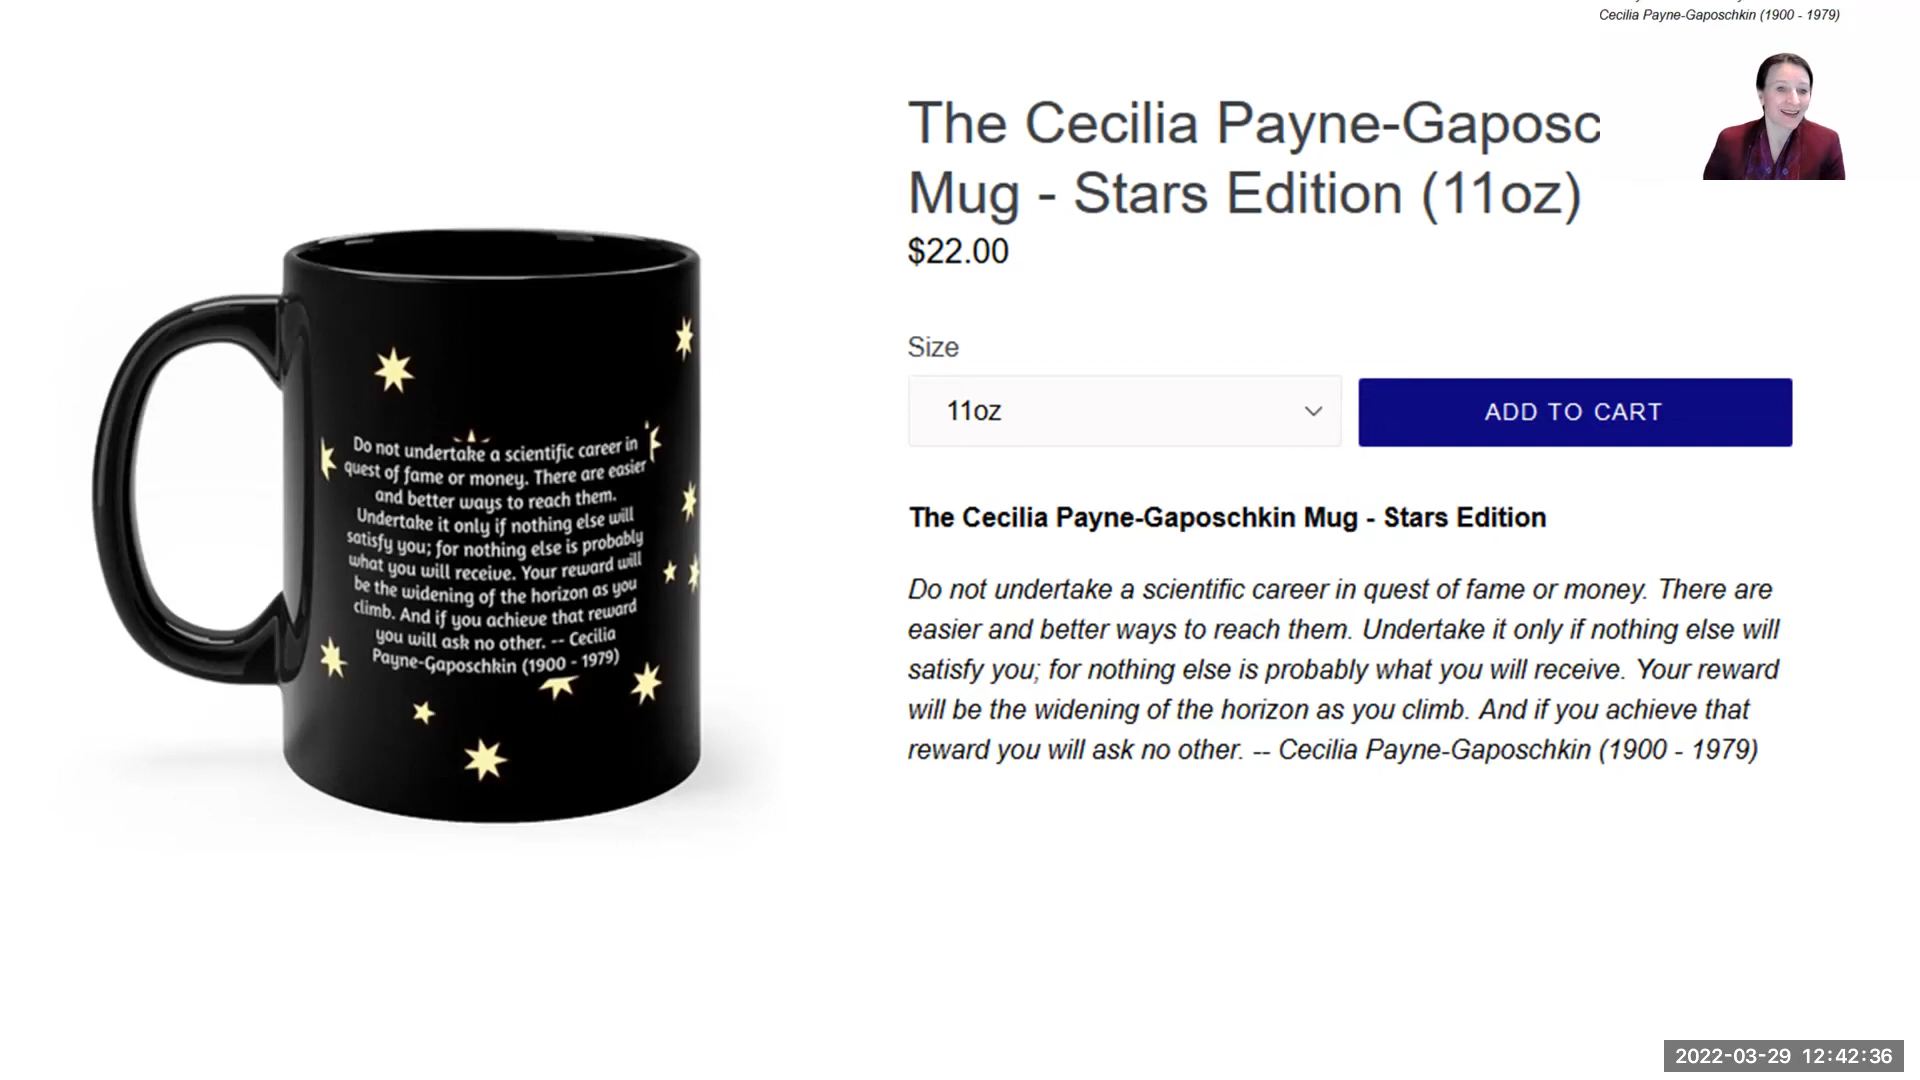 Cecilia Payne-Gaposchkin (1900 - 1979)
The Cecilia Payne-Gaposc
Mug - Stars Edition (11oz)
$22.00
Size
11oz
ADD TO CART
The Cecilia Payne-Gaposchkin Mug - Stars Edition
Do not undertake a scientific career in quest of fame or money. There are
easier and better ways to reach them. Undertake it only if nothing else will
satisfy you; for nothing else is probably what you will receive. Your reward
will be the widening of the horizon as you climb. And if you achieve that
reward you will ask no other. -- Cecilia Payne-Gaposchkin (1900 - 1979)
Do not undertake a scientific career in
quest of fame or money. There are easier
and better ways to reach them.
Undertake it only if nothing else will
satisfy you; for nothing else is probably
what you will receive. Your reward will
be the widening of the horizon as you
climb. And if you achieve that reward
you will ask no other. -- Cecilia
Payne-Gaposchkin (1900 - 1979)
2022-03-29 12:42:36